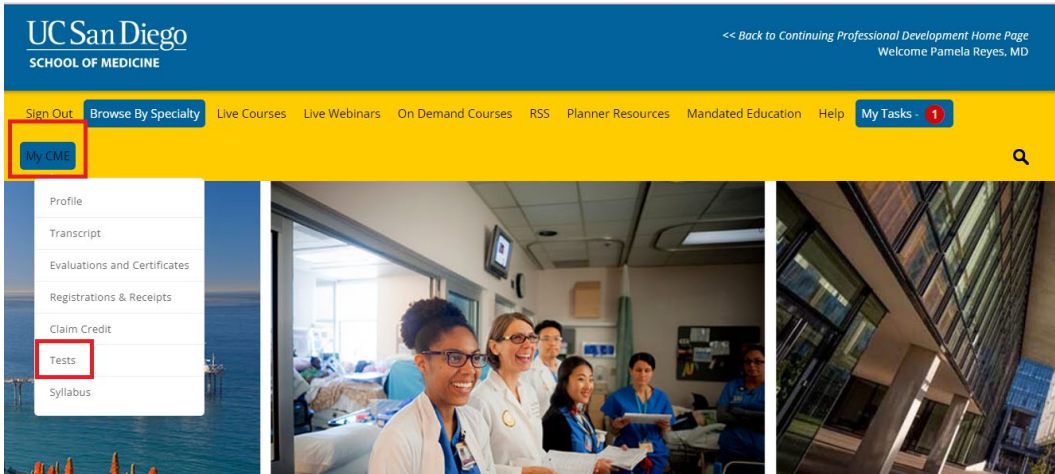 UC San Diego
SCHOOL OF MEDICINE
<< Back to Continuing Professional Development Home Page
Welcome Pamela Reyes, MD
Sign Out Browse By Specialty Live Courses Live Webinars On Demand Courses RSS Planner Resources Mandated Education Help My Tasks - 1
My CME
Profile
Transcript
Evaluations and Certificates
Registrations & Receipts
Claim Credit
Tests
Syllabus